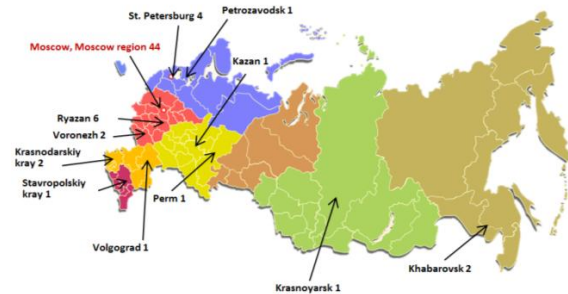 St. Petersburg 4
Petrozavodsk 1
Moscow, Moscow region 44
Kazan 1
Ryazan 6
Voronezh 2
Krasnodarskiy
kray 2
Stavropolskiy
kray 1
Perm 1
Volgograd 1
Khabarovsk 2
Krasnoyarsk 1